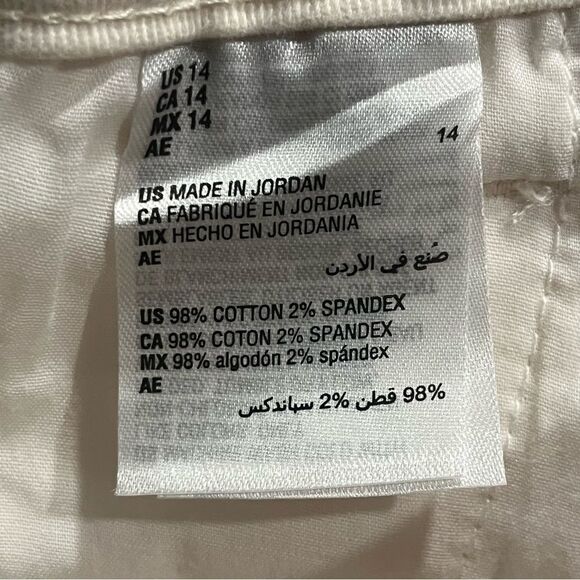 US 14
CA 14
MX 14
AE
14
US MADE IN JORDAN
CA FABRIQUÉ EN JORDANIE
MX HECHO EN JORDANIA
AE
صُنع في الأردن
US 98% COTTON 2% SPANDEX
CA 98% COTON 2% SPANDEX
MX 98% algodón 2% spándex
AE
98% قطن 2% سباندكس